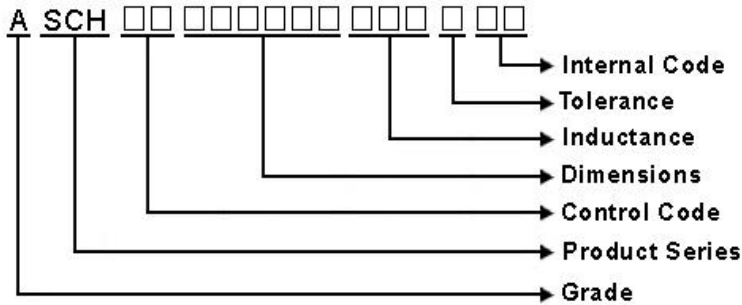 A SCH □□ □□□□□□ □□□ □ □□
Internal Code
Tolerance
Inductance
Dimensions
Control Code
Product Series
Grade